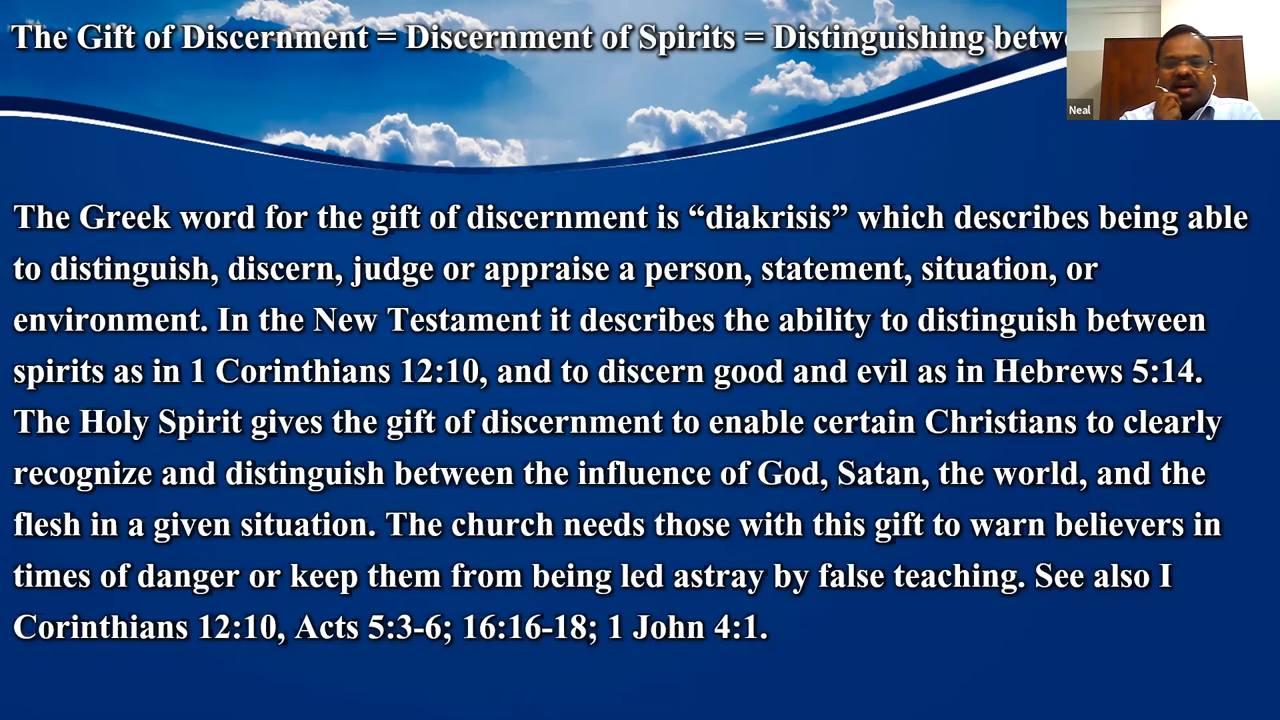 The Gift of Discernment = Discernment of Spirits = Distinguishing
Neal
The Greek word for the gift of discernment is “diakrisis” which describes being able
to distinguish, discern, judge or appraise a person, statement, situation, or
environment. In the New Testament it describes the ability to distinguish between
spirits as in 1 Corinthians 12:10, and to discern good and evil as in Hebrews 5:14.
The Holy Spirit gives the gift of discernment to enable certain Christians to clearly
recognize and distinguish between the influence of God, Satan, the world, and the
flesh in a given situation. The church needs those with this gift to warn believers in
times of danger or keep them from being led astray by false teaching. See also I
Corinthians 12:10, Acts 5:3-6; 16:16-18; 1 John 4:1.